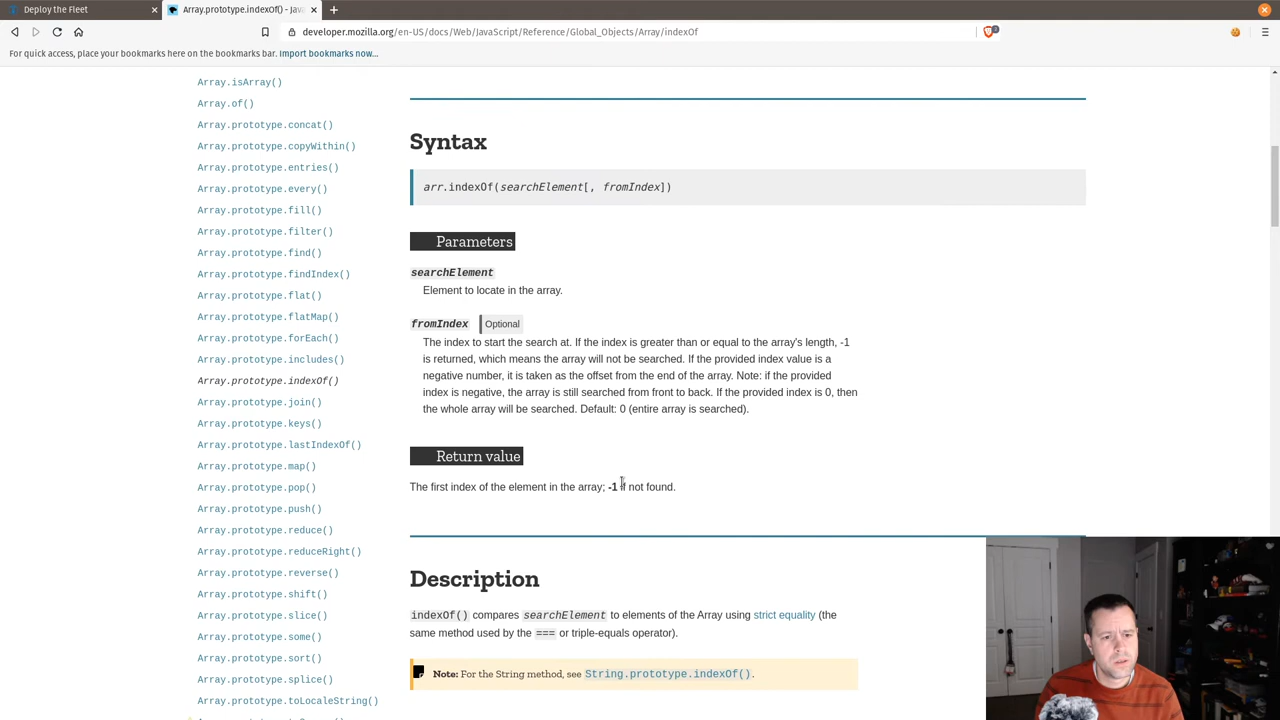 Deploy the Fleet
Array.prototype.indexOf() - Java
developer.mozilla.org/en-US/docs/Web/JavaScript/Reference/Global_Objects/Array/indexOf
For quick access, place your bookmarks here on the bookmarks bar. Import bookmarks now...
Array.isArray()
Array.of()
Array.prototype.concat()
Array.prototype.copyWithin()
Array.prototype.entries()
Array.prototype.every()
Array.prototype.fill()
Array.prototype.filter()
Array.prototype.find()
Array.prototype.findIndex()
Array.prototype.flat()
Array.prototype.flatMap()
Array.prototype.forEach()
Array.prototype.includes()
Array.prototype.indexOf()
Array.prototype.join()
Array.prototype.keys()
Array.prototype.lastIndexOf()
Array.prototype.map()
Array.prototype.pop()
Array.prototype.push()
Array.prototype.reduce()
Array.prototype.reduceRight()
Array.prototype.reverse()
Array.prototype.shift()
Array.prototype.slice()
Array.prototype.some()
Array.prototype.sort()
Array.prototype.splice()
Array.prototype.toLocaleString()
Syntax
arr.indexOf(searchElement[, fromIndex])
Parameters
searchElement
Element to locate in the array.
fromIndex Optional
The index to start the search at. If the index is greater than or equal to the array's length, -1
is returned, which means the array will not be searched. If the provided index value is a
negative number, it is taken as the offset from the end of the array. Note: if the provided
index is negative, the array is still searched from front to back. If the provided index is 0, then
the whole array will be searched. Default: 0 (entire array is searched).
Return value
The first index of the element in the array; -1 if not found.
Description
indexOf() compares searchElement to elements of the Array using strict equality (the
same method used by the === or triple-equals operator).
Note: For the String method, see String.prototype.indexOf().